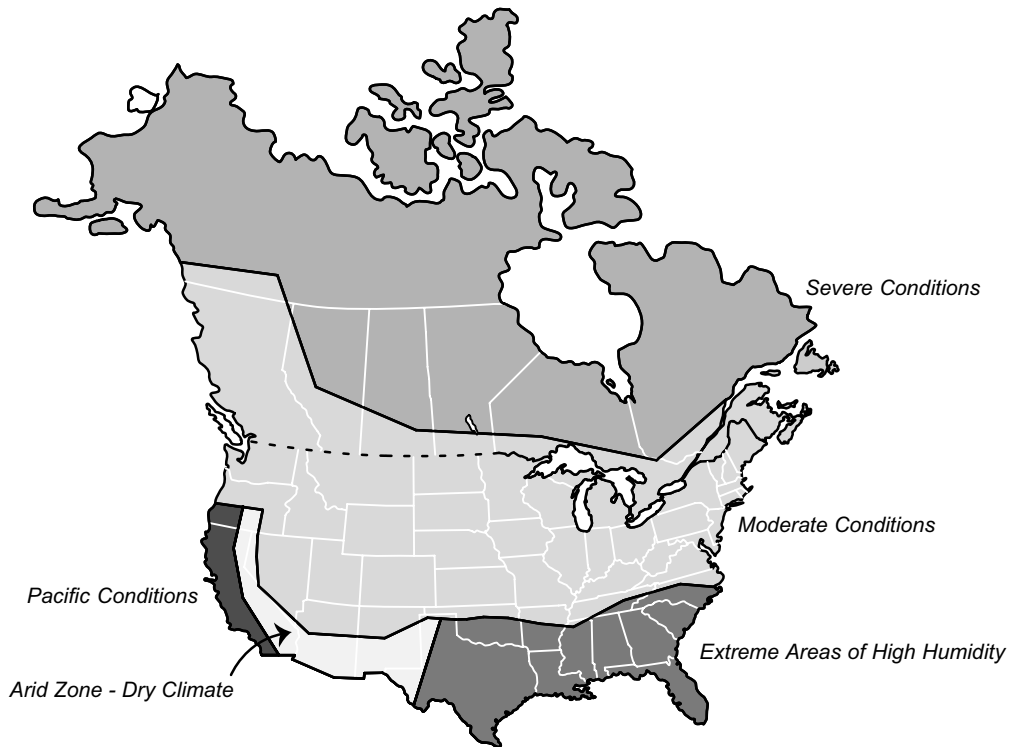 Severe Conditions
Moderate Conditions
Pacific Conditions
Extreme Areas of High Humidity
Arid Zone - Dry Climate